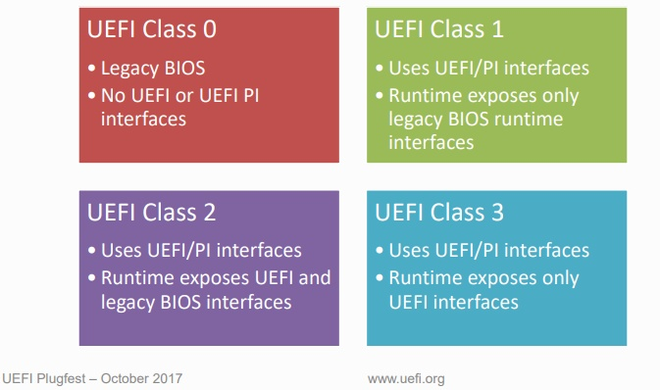 UEFI Class 0
• Legacy BIOS
• No UEFI or UEFI PI
interfaces
UEFI Class 1
• Uses UEFI/PI interfaces
• Runtime exposes only
legacy BIOS runtime
interfaces
UEFI Class 2
• Uses UEFI/PI interfaces
• Runtime exposes UEFI and
legacy BIOS interfaces
UEFI Class 3
• Uses UEFI/PI interfaces
• Runtime exposes only
UEFI interfaces
UEFI Plugfest – October 2017
www.uefi.org